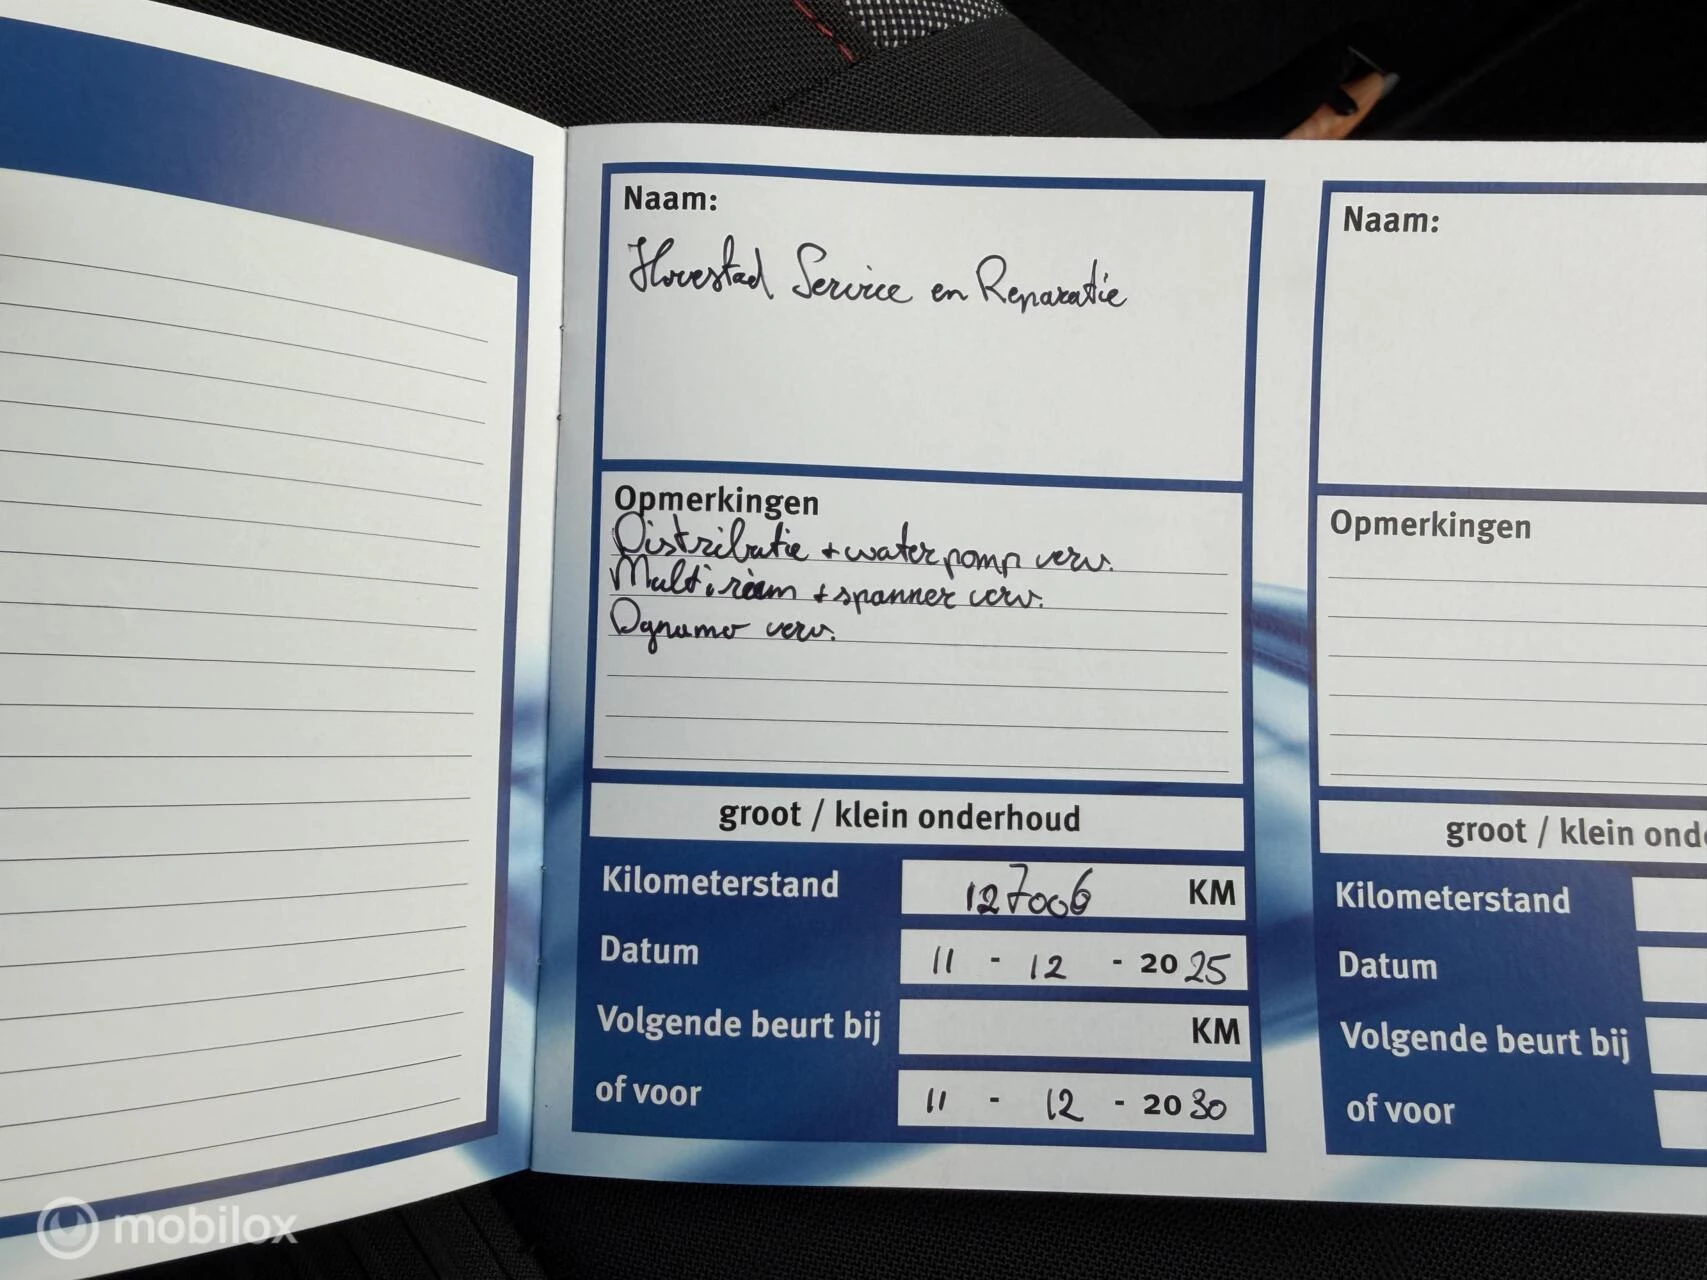 Naam:
Hovestad Service en Reparatie
Opmerkingen
Distributie + waterpomp verv.
Multiriem + spanner verv.
Dynamo verv.
groot / klein onderhoud
Kilometerstand 127006 KM
Datum 11 - 12 - 2025
Volgende beurt bij KM
of voor 11 - 12 - 2030
Naam:
Opmerkingen
groot / klein ond
Kilometerstand
Datum
Volgende beurt bij
of voor
mobilox